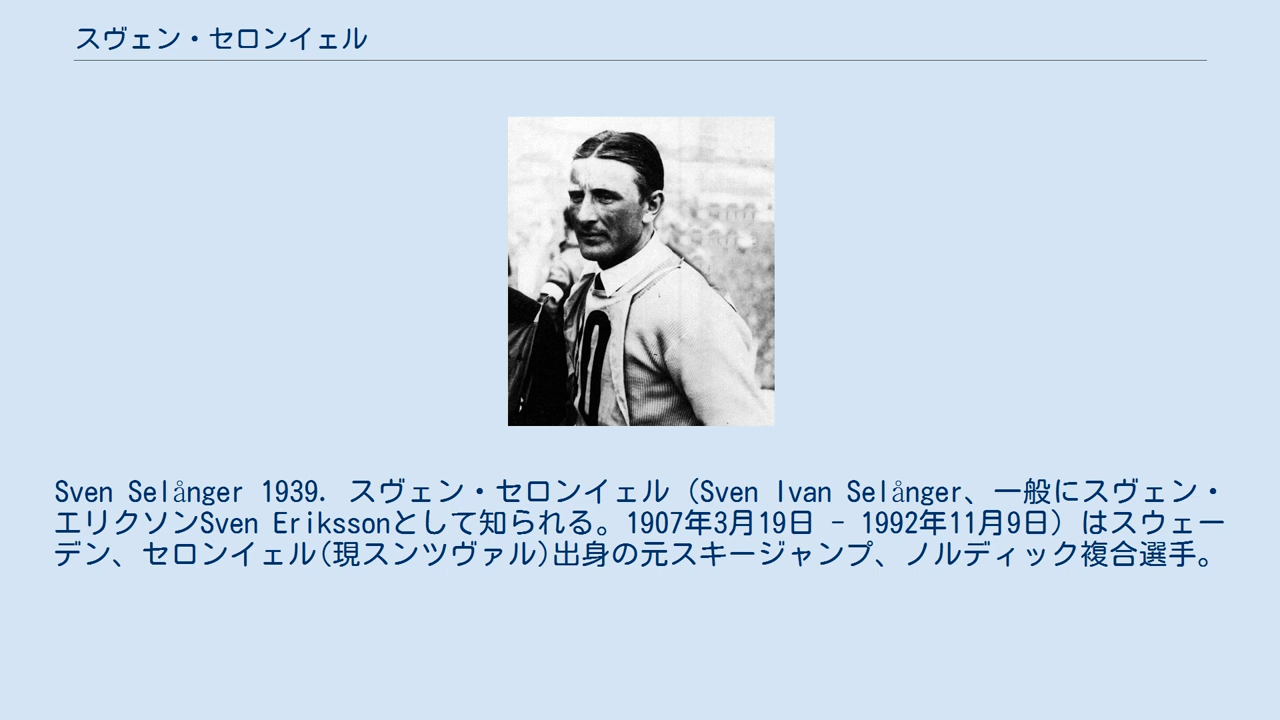 スヴェン・セロンイェル
0
Sven Selånger 1939. スヴェン・セロンイェル（Sven Ivan Selånger、一般にスヴェン・
エリクソンSven Erikssonとして知られる。1907年3月19日 - 1992年11月9日）はスウェー
デン、セロンイェル(現スンツヴァル)出身の元スキージャンプ、ノルディック複合選手。